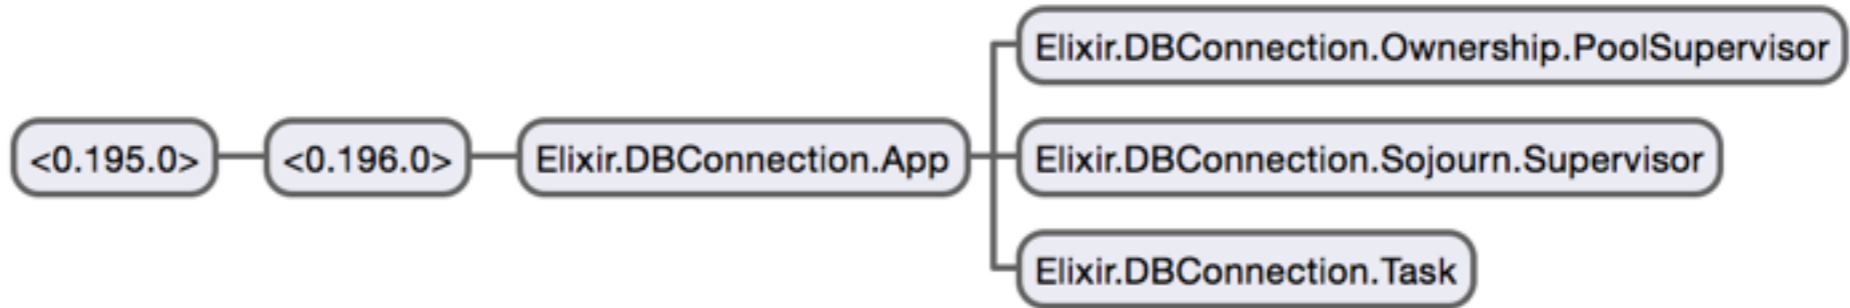 Elixir.DBConnection.Ownership.PoolSupervisor
<0.195.0> <0.196.0> Elixir.DBConnection.App Elixir.DBConnection.Sojourn.Supervisor
Elixir.DBConnection.Task